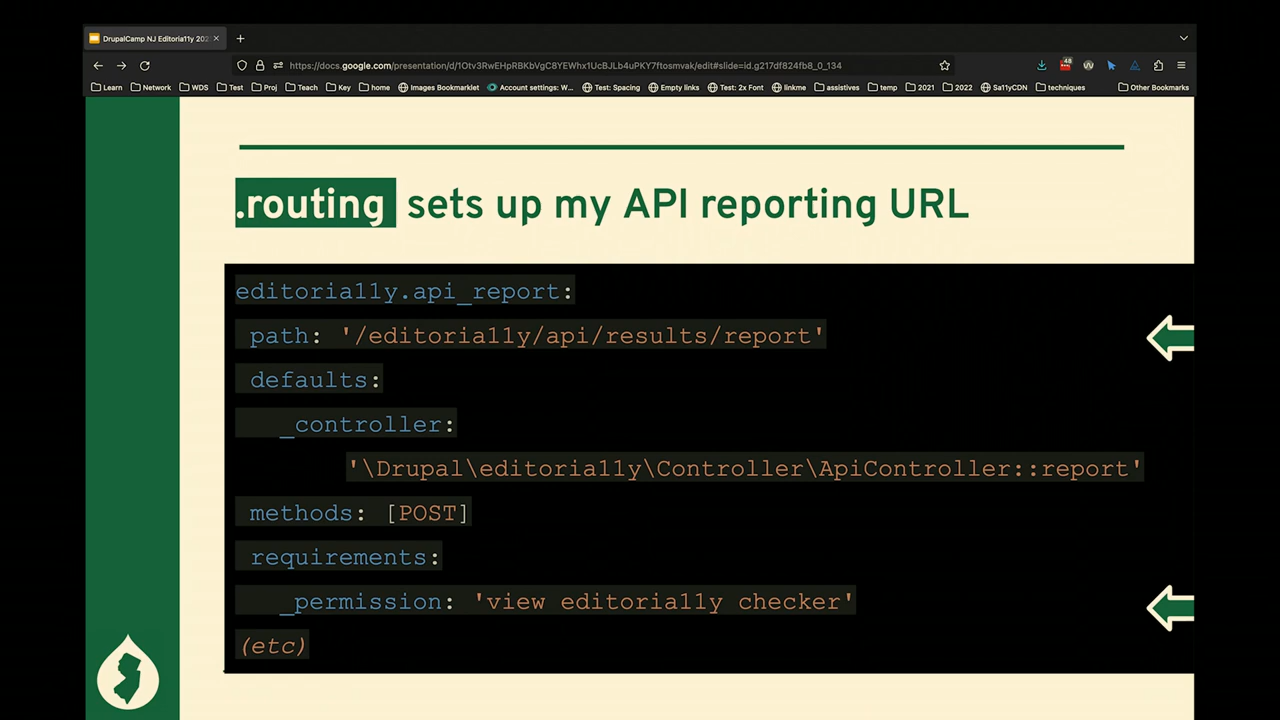 DrupalCamp NJ Editoria11y 202
https://docs.google.com/presentation/d/1Otv3RwEHpRBKbVgC8YEWhx1UcBJLb4uPKY7ftosmvak/edit#slide=id.g217df824fb8_0_134
48
Learn Network WDS Test Proj Teach Key home Images Bookmarklet Account settings: W... Test: Spacing Empty links Test: 2x Font linkme assistives temp 2021 2022 Sa11yCDN techniques Other Bookmarks
.routing sets up my API reporting URL
editoria11y.api_report:
path: '/editoria11y/api/results/report'
defaults:
_controller:
'\Drupal\editoria11y\Controller\ApiController::report'
methods: [POST]
requirements:
_permission: 'view editoria11y checker'
(etc)